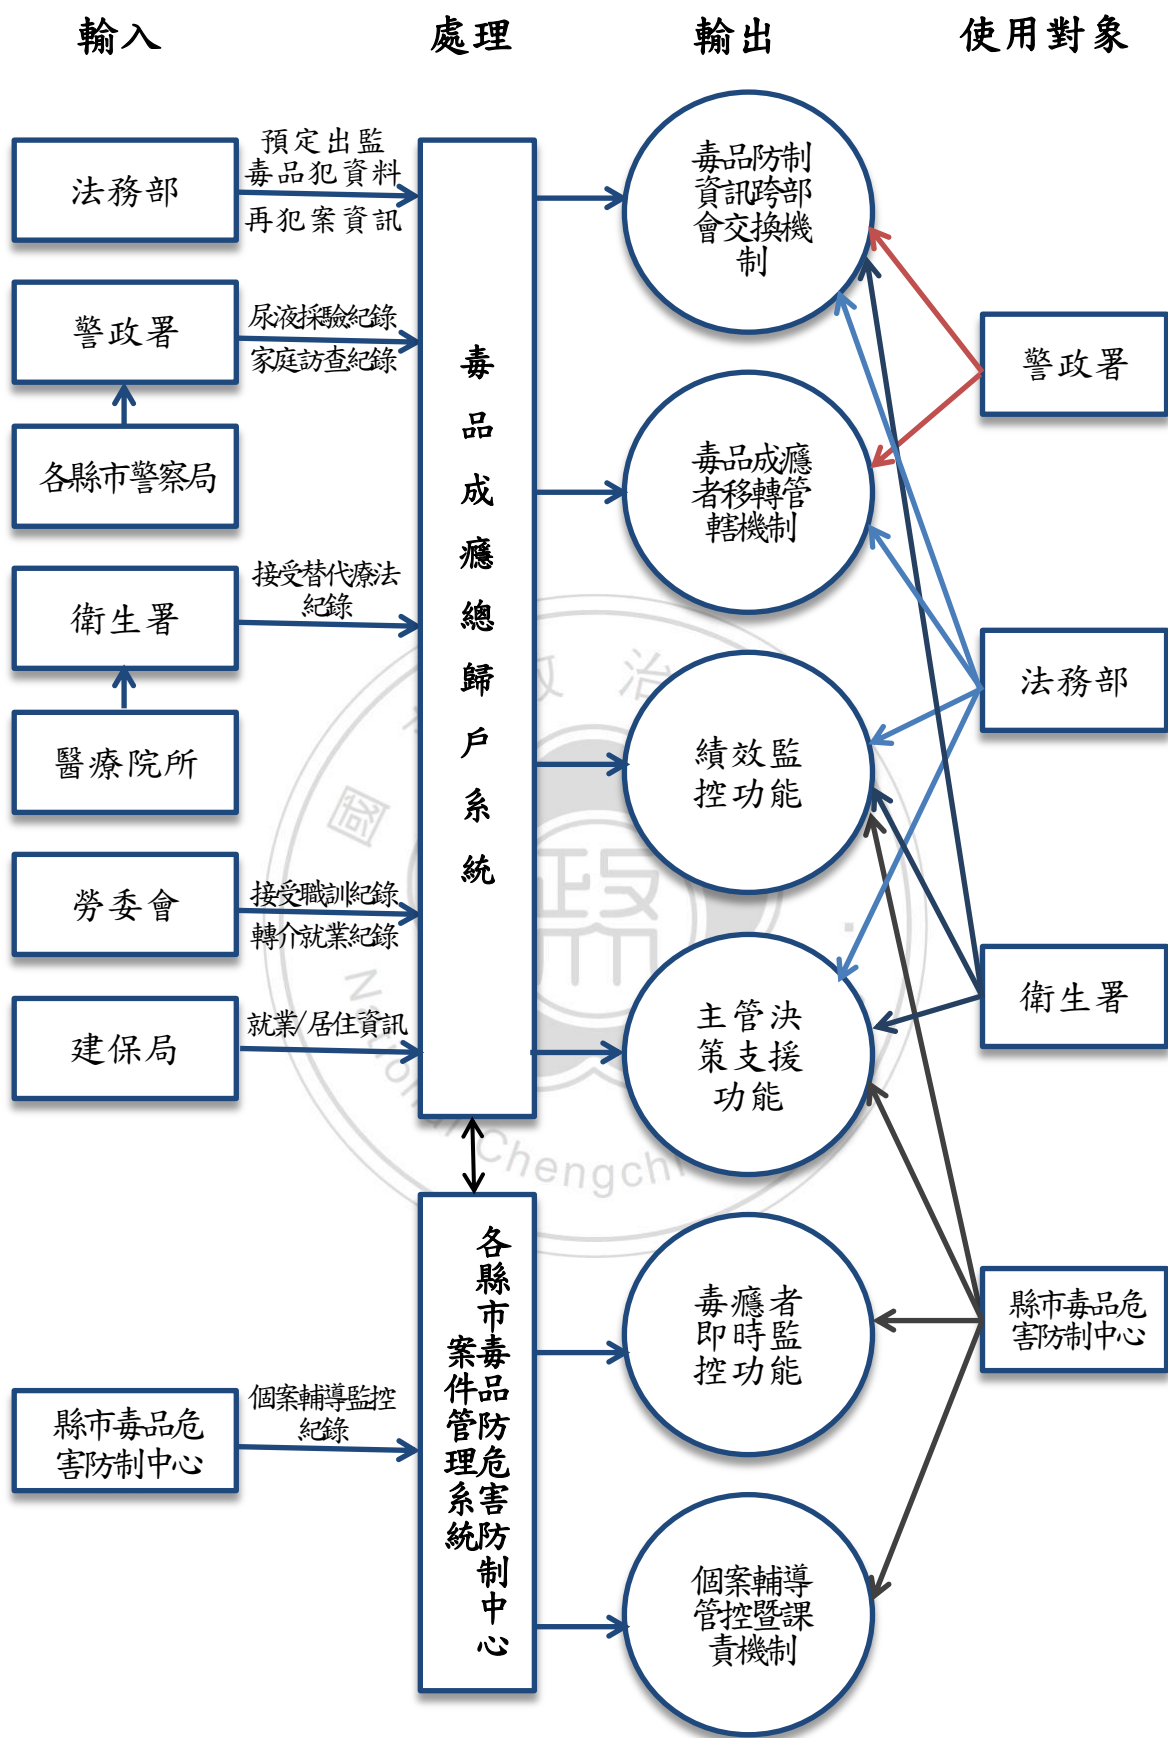 輸入
處理
輸出
使用對象
法務部
預定出監
毒品犯資料
再犯案資訊
警政署
尿液採驗紀錄
家庭訪查紀錄
各縣市警察局
衛生署
接受替代療法
紀錄
醫療院所
勞委會
接受職訓紀錄
轉介就業紀錄
建保局
就業/居住資訊
縣市毒品危
害防制中心
個案輔導監控
紀錄
毒品成癮總歸戶系統
各縣市毒品防危害防制中心
案件管理系統
毒品防制
資訊跨部
會交換機
制
毒品成癮
者移轉管
轄機制
績效監
控功能
主管決
策支援
功能
毒癮者
即時監
控功能
個案輔導
管控暨課
責機制
警政署
法務部
衛生署
縣市毒品危
害防制中心
國
政
治
National Chengchi